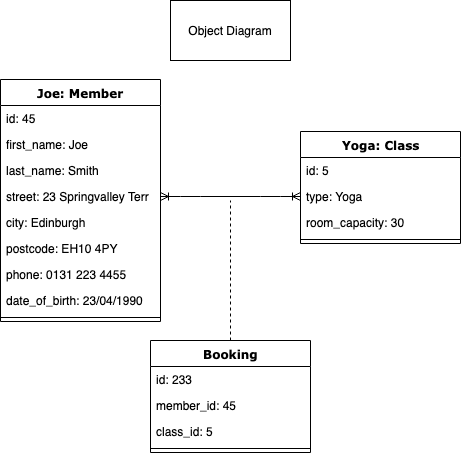 Object Diagram
Joe: Member
id: 45
first_name: Joe
last_name: Smith
street: 23 Springvalley Terr
city: Edinburgh
postcode: EH10 4PY
phone: 0131 223 4455
date_of_birth: 23/04/1990
Yoga: Class
id: 5
type: Yoga
room_capacity: 30
Booking
id: 233
member_id: 45
class_id: 5